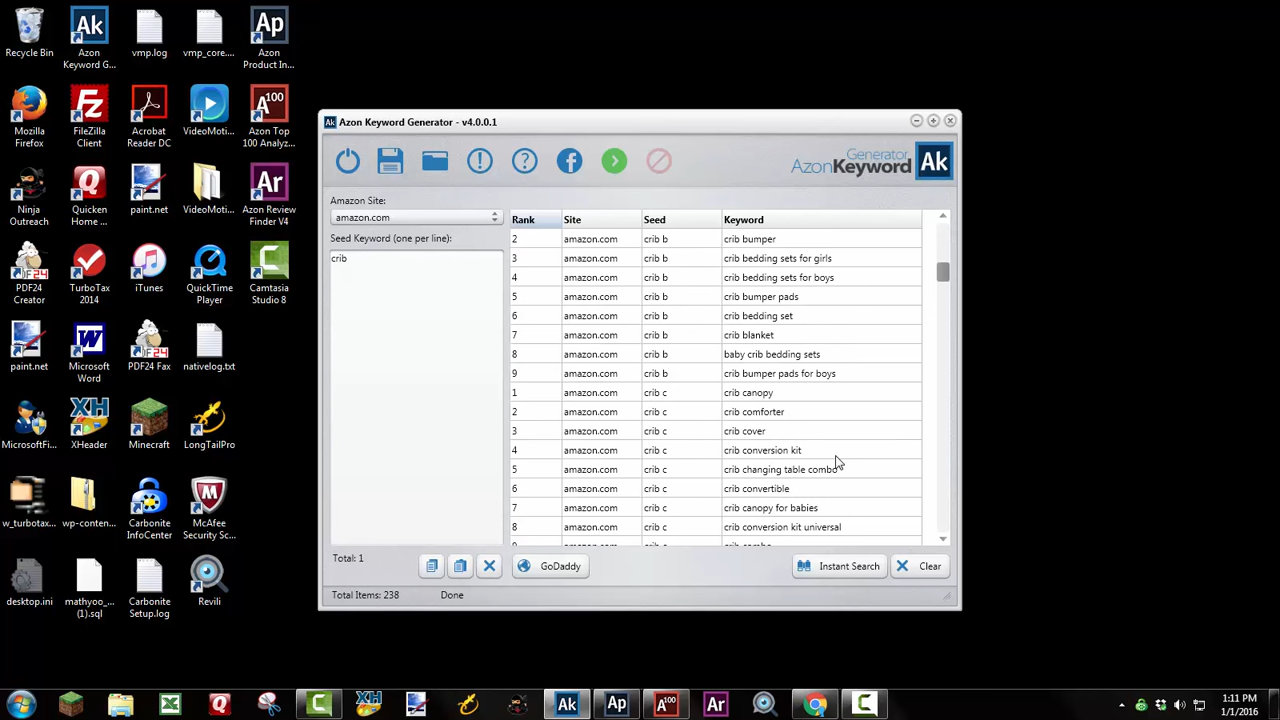 Recycle Bin
Azon Keyword G...
vmp.log
vmp_core....
Azon Product In...
Mozilla Firefox
FileZilla Client
Acrobat Reader DC
VideoMoti...
Azon Top 100 Analyz...
Ninja Outreach
Quicken Home ...
paint.net
VideoMoti...
Azon Review Finder V4
PDF24 Creator
TurboTax 2014
iTunes
QuickTime Player
Camtasia Studio 8
paint.net
Microsoft Word
PDF24 Fax
nativelog.txt
MicrosoftFi...
XHeader
Minecraft
LongTailPro
w_turbotax...
wp-conten...
Carbonite InfoCenter
McAfee Security Sc...
desktop.ini
mathyoo_... (1).sql
Carbonite Setup.log
Revili
Ak Azon Keyword Generator - v4.0.0.1
Generator
AzonKeyword Ak
Amazon Site:
amazon.com
Seed Keyword (one per line):
crib
Rank Site Seed Keyword
2 amazon.com crib b crib bumper
3 amazon.com crib b crib bedding sets for girls
4 amazon.com crib b crib bedding sets for boys
5 amazon.com crib b crib bumper pads
6 amazon.com crib b crib bedding set
7 amazon.com crib b crib blanket
8 amazon.com crib b baby crib bedding sets
9 amazon.com crib b crib bumper pads for boys
1 amazon.com crib c crib canopy
2 amazon.com crib c crib comforter
3 amazon.com crib c crib cover
4 amazon.com crib c crib conversion kit
5 amazon.com crib c crib changing table combo
6 amazon.com crib c crib convertible
7 amazon.com crib c crib canopy for babies
8 amazon.com crib c crib conversion kit universal
Total: 1
GoDaddy
Instant Search
Clear
Total Items: 238 Done
1:11 PM
1/1/2016